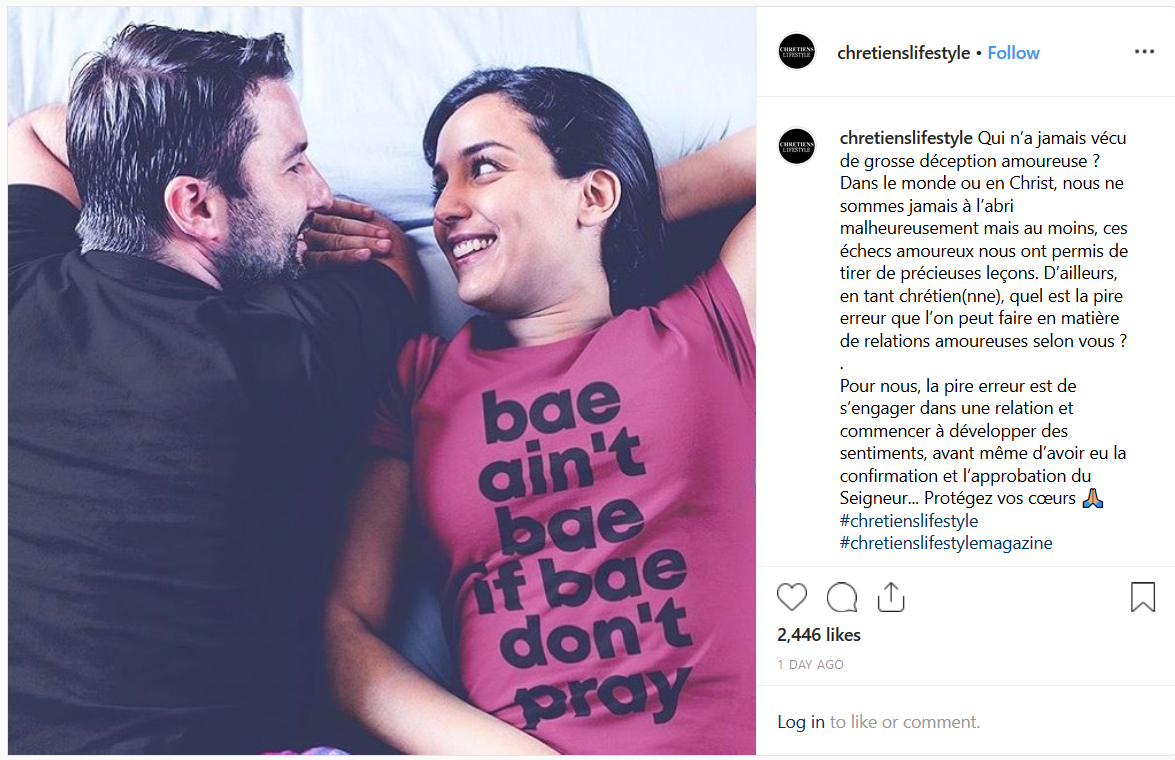 bae
ain't
bae
if bae
don't
pray
CHRETIENS
LIFESTYLE
chretienslifestyle • Follow
CHRETIENS
LIFESTYLE
chretienslifestyle Qui n’a jamais vécu
de grosse déception amoureuse ?
Dans le monde ou en Christ, nous ne
sommes jamais à l’abri
malheureusement mais au moins, ces
échecs amoureux nous ont permis de
tirer de précieuses leçons. D’ailleurs,
en tant chrétien(nne), quel est la pire
erreur que l’on peut faire en matière
de relations amoureuses selon vous ?
.
Pour nous, la pire erreur est de
s’engager dans une relation et
commencer à développer des
sentiments, avant même d’avoir eu la
confirmation et l’approbation du
Seigneur... Protégez vos cœurs 🙏🏽
#chretienslifestyle
#chretienslifestylemagazine
2,446 likes
1 DAY AGO
Log in to like or comment.